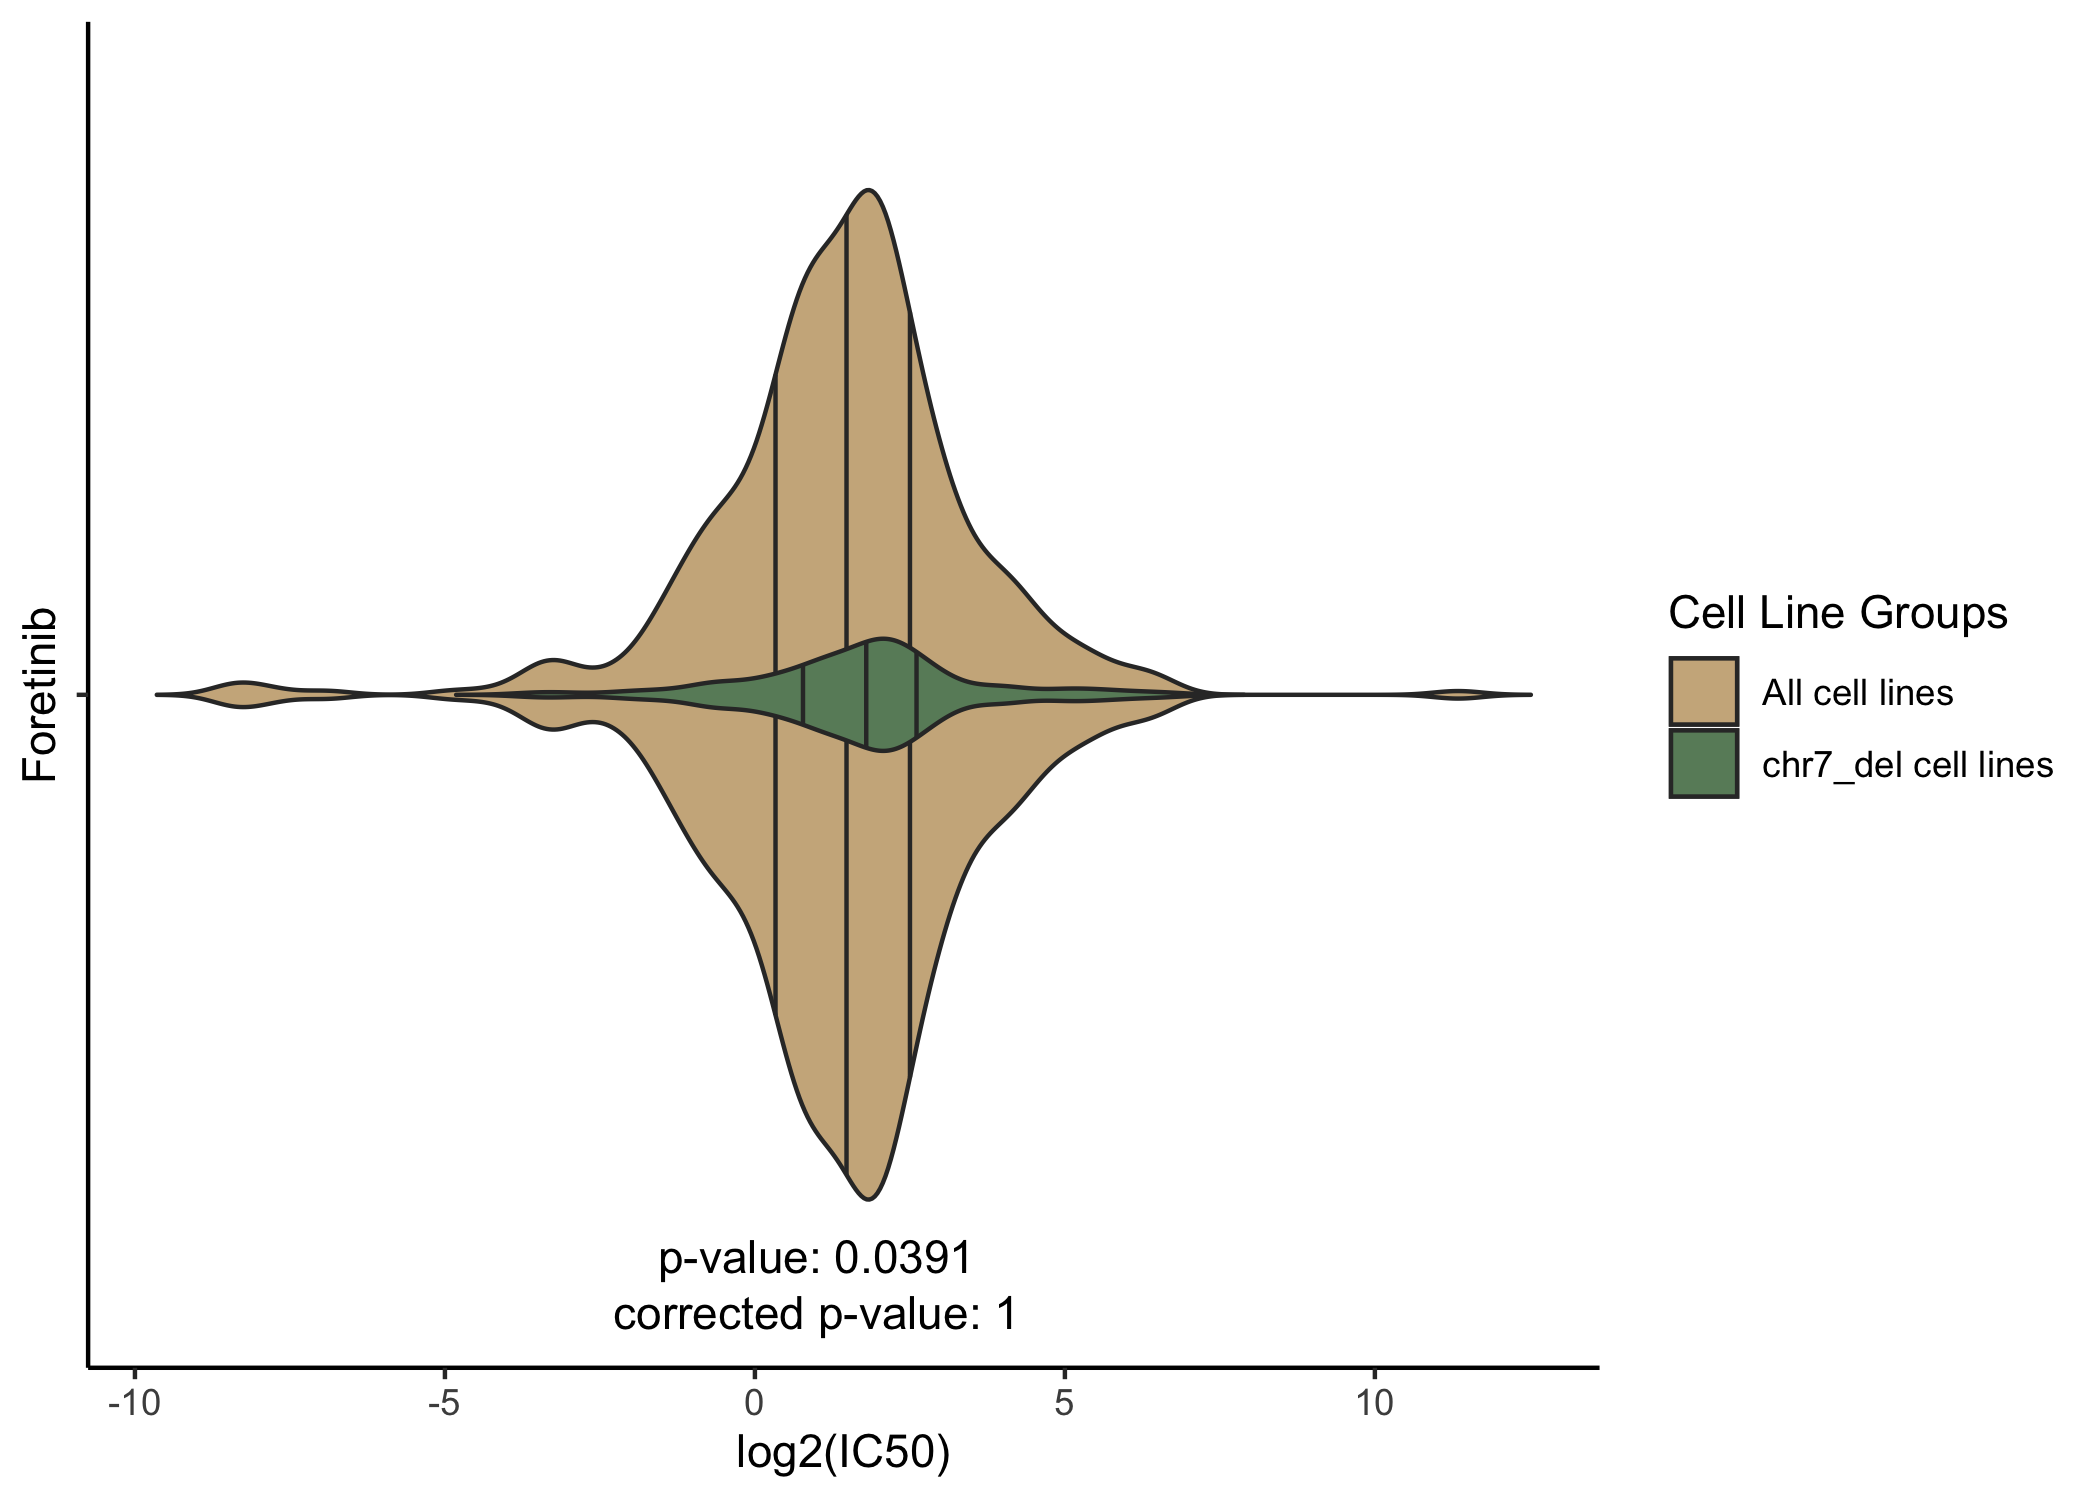 Foretinib
p-value: 0.0391
corrected p-value: 1
-10 -5 0 5 10
log2(IC50)
Cell Line Groups
All cell lines
chr7_del cell lines